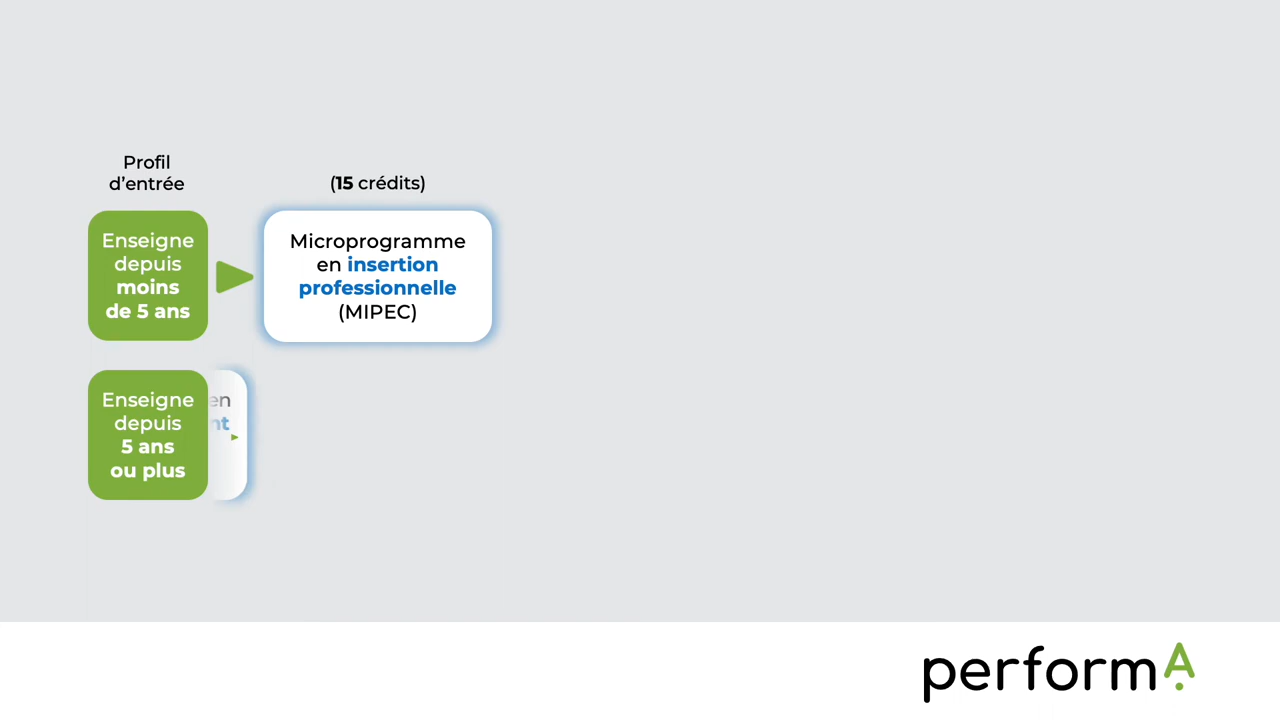 Profil
d'entrée
(15 crédits)
Enseigne
depuis
moins
de 5 ans
Microprogramme
en insertion
professionnelle
(MIPEC)
Enseigne
depuis
5 ans
ou plus
en
performA